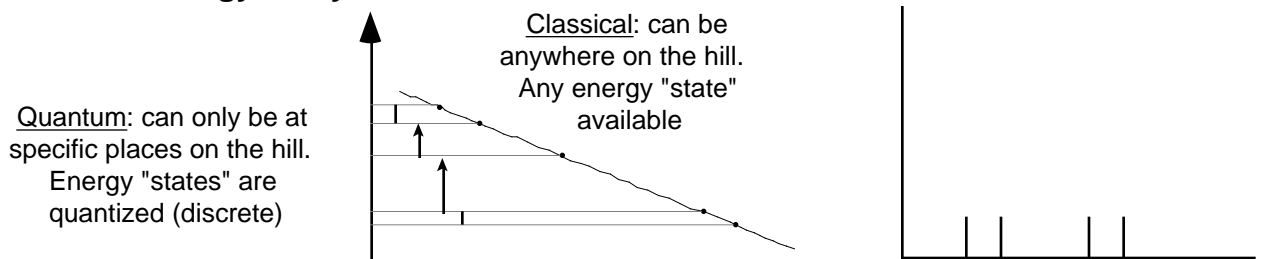 Quantum: can only be at
specific places on the hill.
Energy "states" are
quantized (discrete)
Classical: can be
anywhere on the hill.
Any energy "state"
available